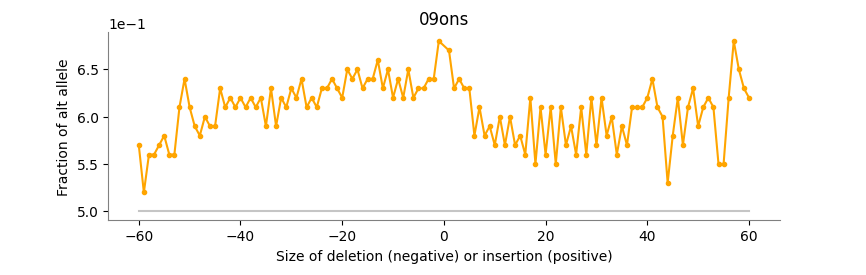 09ons
1e−1
Fraction of alt allele
6.5
6.0
5.5
5.0
−60 −40 −20 0 20 40 60
Size of deletion (negative) or insertion (positive)